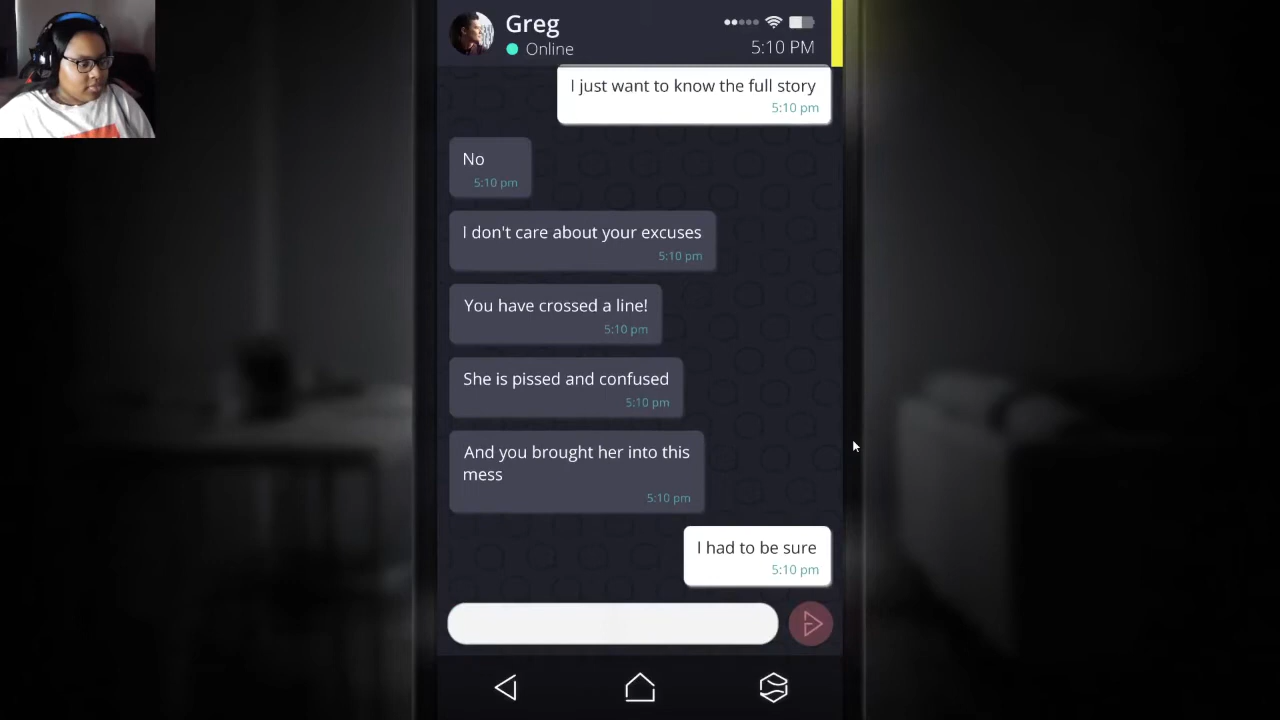 Greg
Online
5:10 PM
I just want to know the full story
5:10 pm
No
5:10 pm
I don't care about your excuses
5:10 pm
You have crossed a line!
5:10 pm
She is pissed and confused
5:10 pm
And you brought her into this
mess
5:10 pm
I had to be sure
5:10 pm